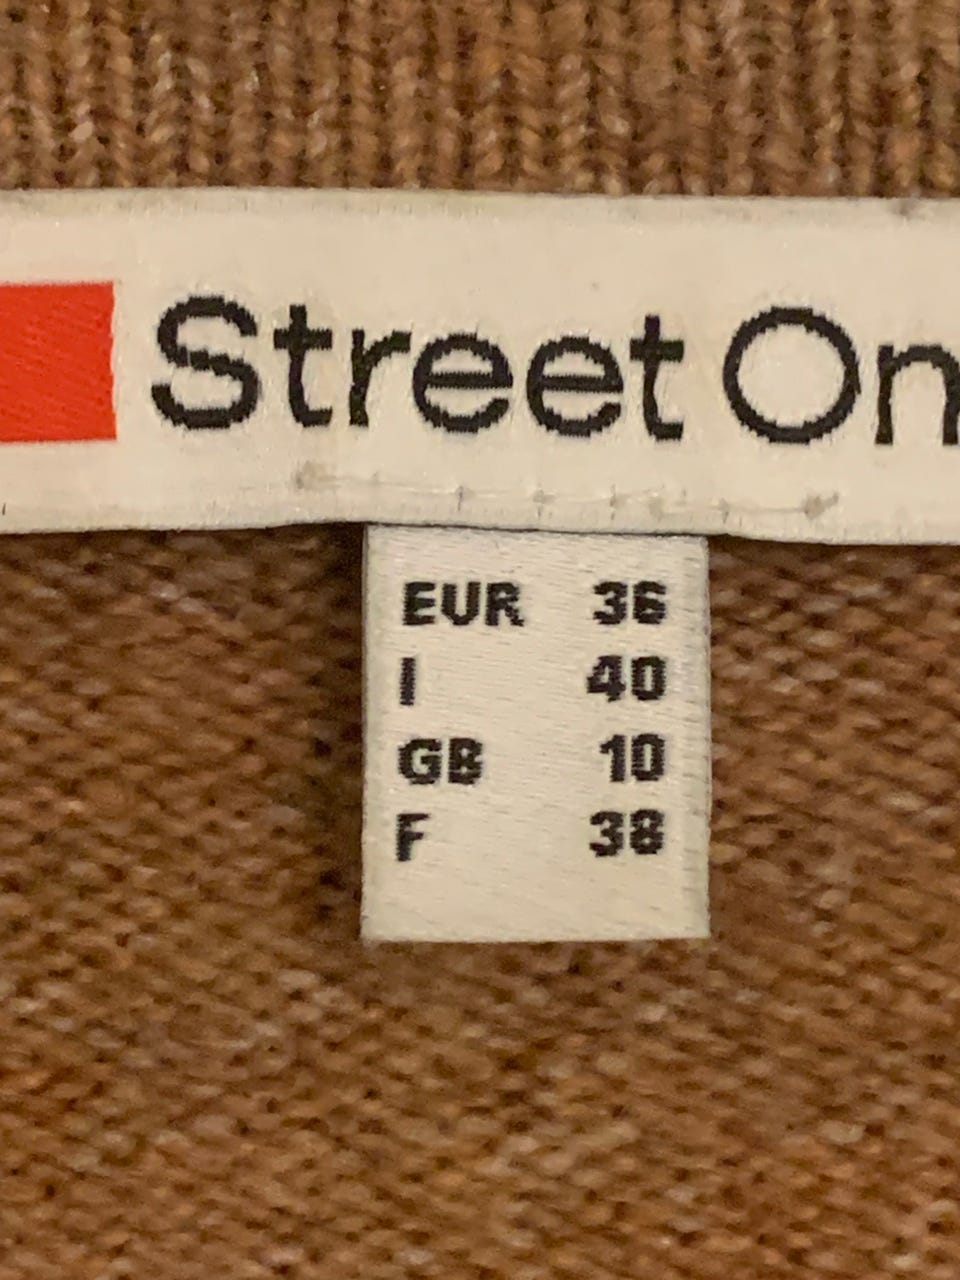 Street On
EUR 36
I 40
GB 10
F 38